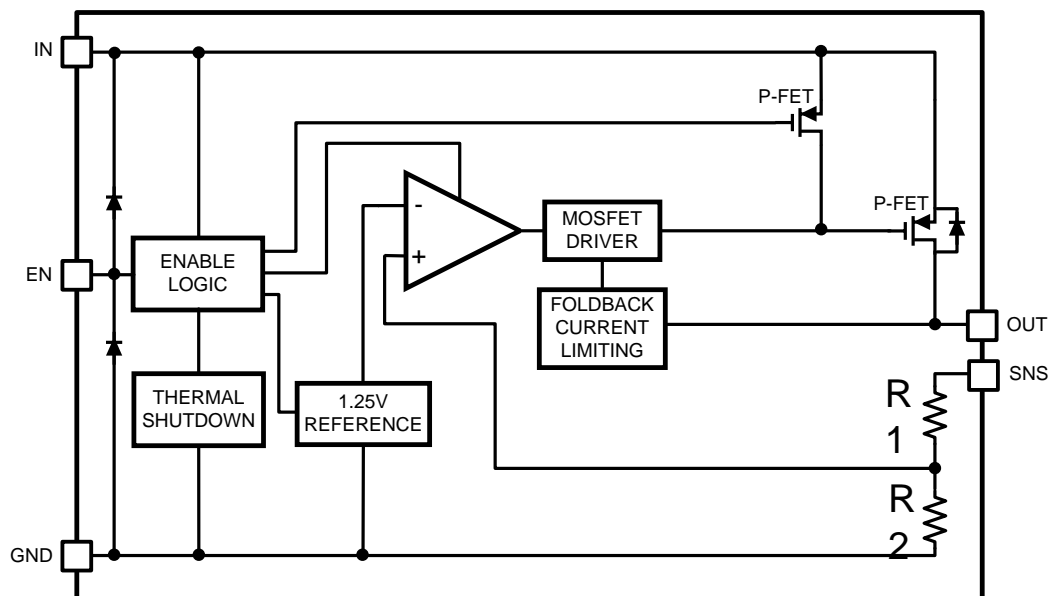 IN
P-FET
P-FET
-
+
MOSFET
DRIVER
EN
ENABLE
LOGIC
FOLDBACK
CURRENT
LIMITING
OUT
SNS
THERMAL
SHUTDOWN
1.25V
REFERENCE
R
1
R
2
GND